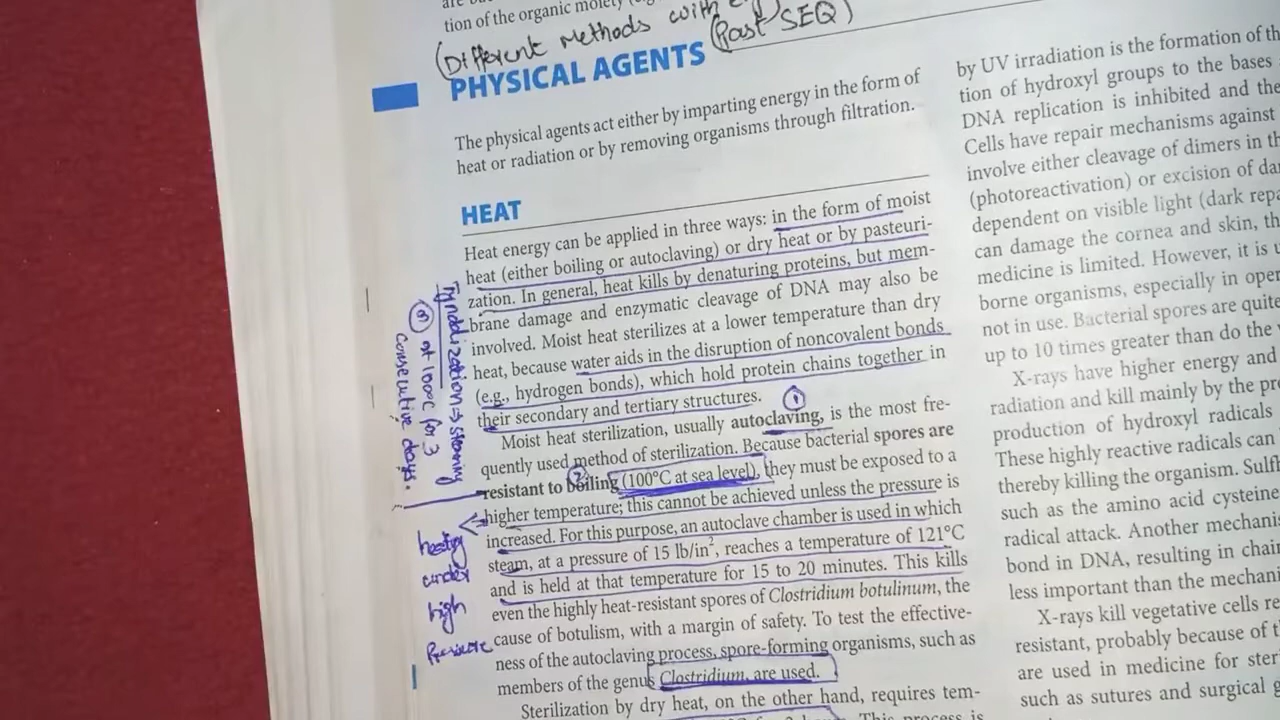 tion of the organic moiety
(Different Methods with
(Past SEQ)
PHYSICAL AGENTS
The physical agents act either by imparting energy in the form of
heat or radiation or by removing organisms through filtration.
HEAT
Heat energy can be applied in three ways: in the form of moist
heat (either boiling or autoclaving) or dry heat or by pasteuri-
zation. In general, heat kills by denaturing proteins, but mem-
brane damage and enzymatic cleavage of DNA may also be
involved. Moist heat sterilizes at a lower temperature than dry
heat, because water aids in the disruption of noncovalent bonds
(e.g., hydrogen bonds), which hold protein chains together in
their secondary and tertiary structures.
1
Moist heat sterilization, usually autoclaving, is the most fre-
quently used method of sterilization. Because bacterial spores are
2
resistant to boiling (100°C at sea level), they must be exposed to a
higher temperature; this cannot be achieved unless the pressure is
increased. For this purpose, an autoclave chamber is used in which
steam, at a pressure of 15 lb/in², reaches a temperature of 121°C
and is held at that temperature for 15 to 20 minutes. This kills
even the highly heat-resistant spores of Clostridium botulinum, the
cause of botulism, with a margin of safety. To test the effective-
ness of the autoclaving process, spore-forming organisms, such as
members of the genus Clostridium, are used.
Sterilization by dry heat, on the other hand, requires tem-
This process is
Tyndalization ⇒ steaming
3 at 100°C for 3
Consecutive days.
heating
under
high
Pressure
by UV irradiation is the formation of
tion of hydroxyl groups to the bases
DNA replication is inhibited and the
Cells have repair mechanisms against
involve either cleavage of dimers in
(photoreactivation) or excision of
dependent on visible light (dark
can damage the cornea and skin,
medicine is limited. However, it is
borne organisms, especially in
not in use. Bacterial spores are quite
up to 10 times greater than do the
X-rays have higher energy and
radiation and kill mainly by the
production of hydroxyl radicals
These highly reactive radicals can
thereby killing the organism.
such as the amino acid cysteine
radical attack. Another
bond in DNA, resulting in
less important than the
X-rays kill vegetative cells
resistant, probably because of
are used in medicine for
such as sutures and surgical